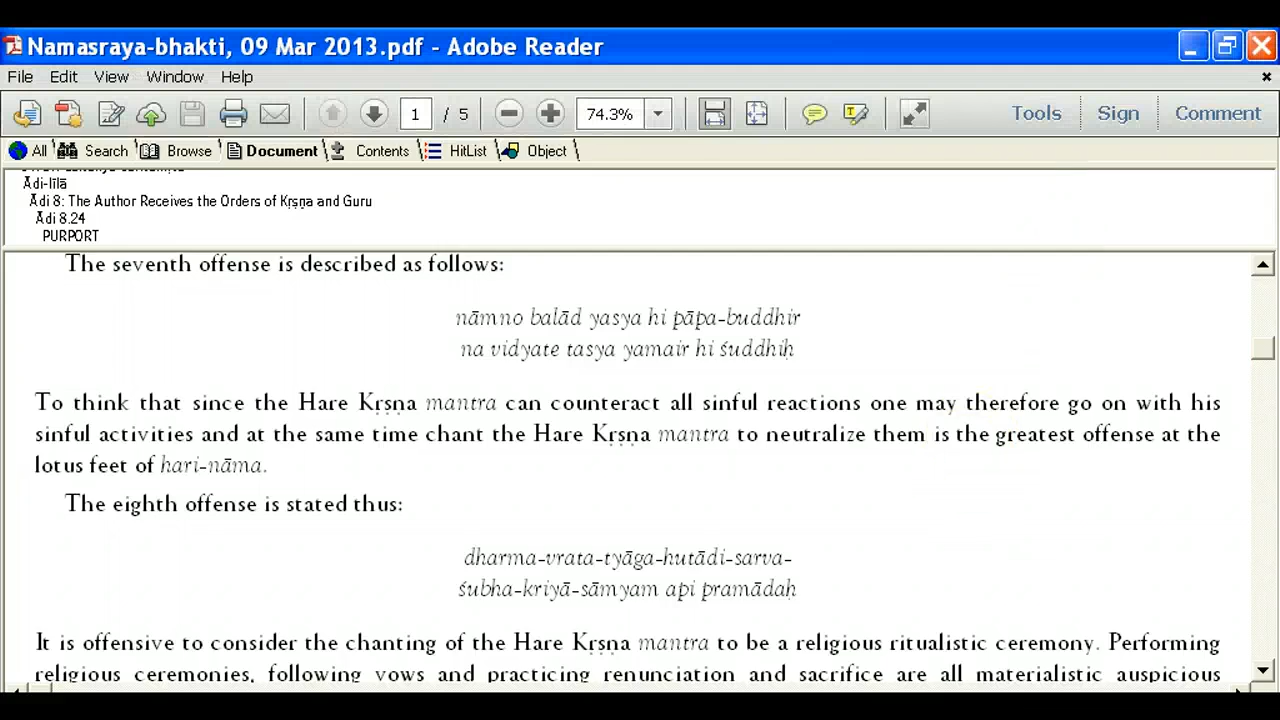 Namasraya-bhakti, 09 Mar 2013.pdf - Adobe Reader
File Edit View Window Help
1 / 5 74.3% Tools Sign Comment
All Search Browse Document Contents HitList Object
Ādi-līlā
Ādi 8: The Author Receives the Orders of Kṛṣṇa and Guru
Ādi 8.24
PURPORT
The seventh offense is described as follows:
nāmno balād yasya hi pāpa-buddhir
na vidyate tasya yamair hi śuddhiḥ
To think that since the Hare Kṛṣṇa mantra can counteract all sinful reactions one may therefore go on with his
sinful activities and at the same time chant the Hare Kṛṣṇa mantra to neutralize them is the greatest offense at the
lotus feet of hari-nāma.
The eighth offense is stated thus:
dharma-vrata-tyāga-hutādi-sarva-
śubha-kriyā-sāmyam api pramādaḥ
It is offensive to consider the chanting of the Hare Kṛṣṇa mantra to be a religious ritualistic ceremony. Performing
religious ceremonies, following vows and practicing renunciation and sacrifice are all materialistic auspicious